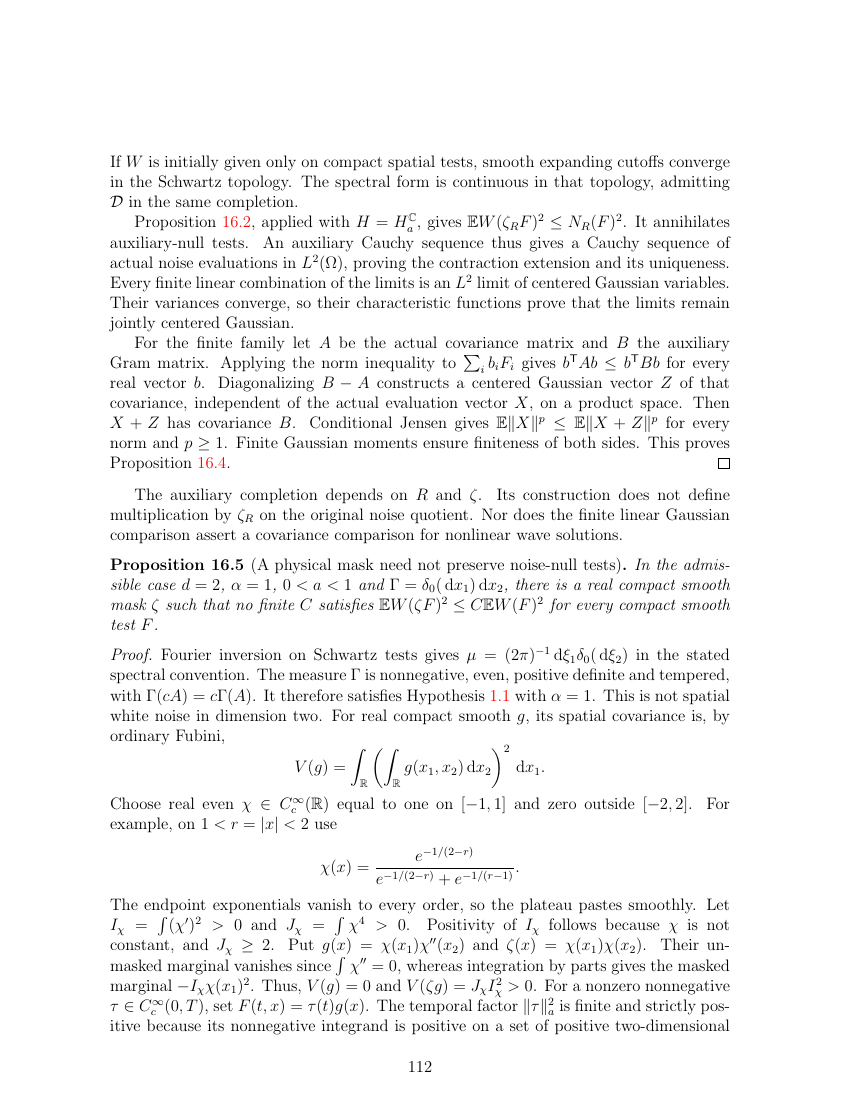 If W is initially given only on compact spatial tests, smooth expanding cutoffs converge
in the Schwartz topology. The spectral form is continuous in that topology, admitting
𝒟 in the same completion.
Proposition 16.2, applied with H = H_a^ℂ, gives 𝔼W(ζ_R F)² ≤ N_R(F)². It annihilates
auxiliary-null tests. An auxiliary Cauchy sequence thus gives a Cauchy sequence of
actual noise evaluations in L²(Ω), proving the contraction extension and its uniqueness.
Every finite linear combination of the limits is an L² limit of centered Gaussian variables.
Their variances converge, so their characteristic functions prove that the limits remain
jointly centered Gaussian.
For the finite family let A be the actual covariance matrix and B the auxiliary
Gram matrix. Applying the norm inequality to ∑_i b_i F_i gives b^⊤Ab ≤ b^⊤Bb for every
real vector b. Diagonalizing B − A constructs a centered Gaussian vector Z of that
covariance, independent of the actual evaluation vector X, on a product space. Then
X + Z has covariance B. Conditional Jensen gives 𝔼‖X‖^p ≤ 𝔼‖X + Z‖^p for every
norm and p ≥ 1. Finite Gaussian moments ensure finiteness of both sides. This proves
Proposition 16.4. □
The auxiliary completion depends on R and ζ. Its construction does not define
multiplication by ζ_R on the original noise quotient. Nor does the finite linear Gaussian
comparison assert a covariance comparison for nonlinear wave solutions.
Proposition 16.5 (A physical mask need not preserve noise-null tests). In the admis-
sible case d = 2, α = 1, 0 < a < 1 and Γ = δ₀( dx₁) dx₂, there is a real compact smooth
mask ζ such that no finite C satisfies 𝔼W(ζF)² ≤ C𝔼W(F)² for every compact smooth
test F.
Proof. Fourier inversion on Schwartz tests gives μ = (2π)⁻¹ dξ₁δ₀( dξ₂) in the stated
spectral convention. The measure Γ is nonnegative, even, positive definite and tempered,
with Γ(cA) = cΓ(A). It therefore satisfies Hypothesis 1.1 with α = 1. This is not spatial
white noise in dimension two. For real compact smooth g, its spatial covariance is, by
ordinary Fubini,
V(g) = ∫_ℝ (∫_ℝ g(x₁, x₂) dx₂)² dx₁.
Choose real even χ ∈ C_c^∞(ℝ) equal to one on [−1, 1] and zero outside [−2, 2]. For
example, on 1 < r = |x| < 2 use
χ(x) = e^{−1/(2−r)} / (e^{−1/(2−r)} + e^{−1/(r−1)}).
The endpoint exponentials vanish to every order, so the plateau pastes smoothly. Let
I_χ = ∫(χ′)² > 0 and J_χ = ∫ χ⁴ > 0. Positivity of I_χ follows because χ is not
constant, and J_χ ≥ 2. Put g(x) = χ(x₁)χ″(x₂) and ζ(x) = χ(x₁)χ(x₂). Their un-
masked marginal vanishes since ∫ χ″ = 0, whereas integration by parts gives the masked
marginal −I_χχ(x₁)². Thus, V(g) = 0 and V(ζg) = J_χI_χ² > 0. For a nonzero nonnegative
τ ∈ C_c^∞(0, T), set F(t, x) = τ(t)g(x). The temporal factor ‖τ‖_a² is finite and strictly pos-
itive because its nonnegative integrand is positive on a set of positive two-dimensional
112